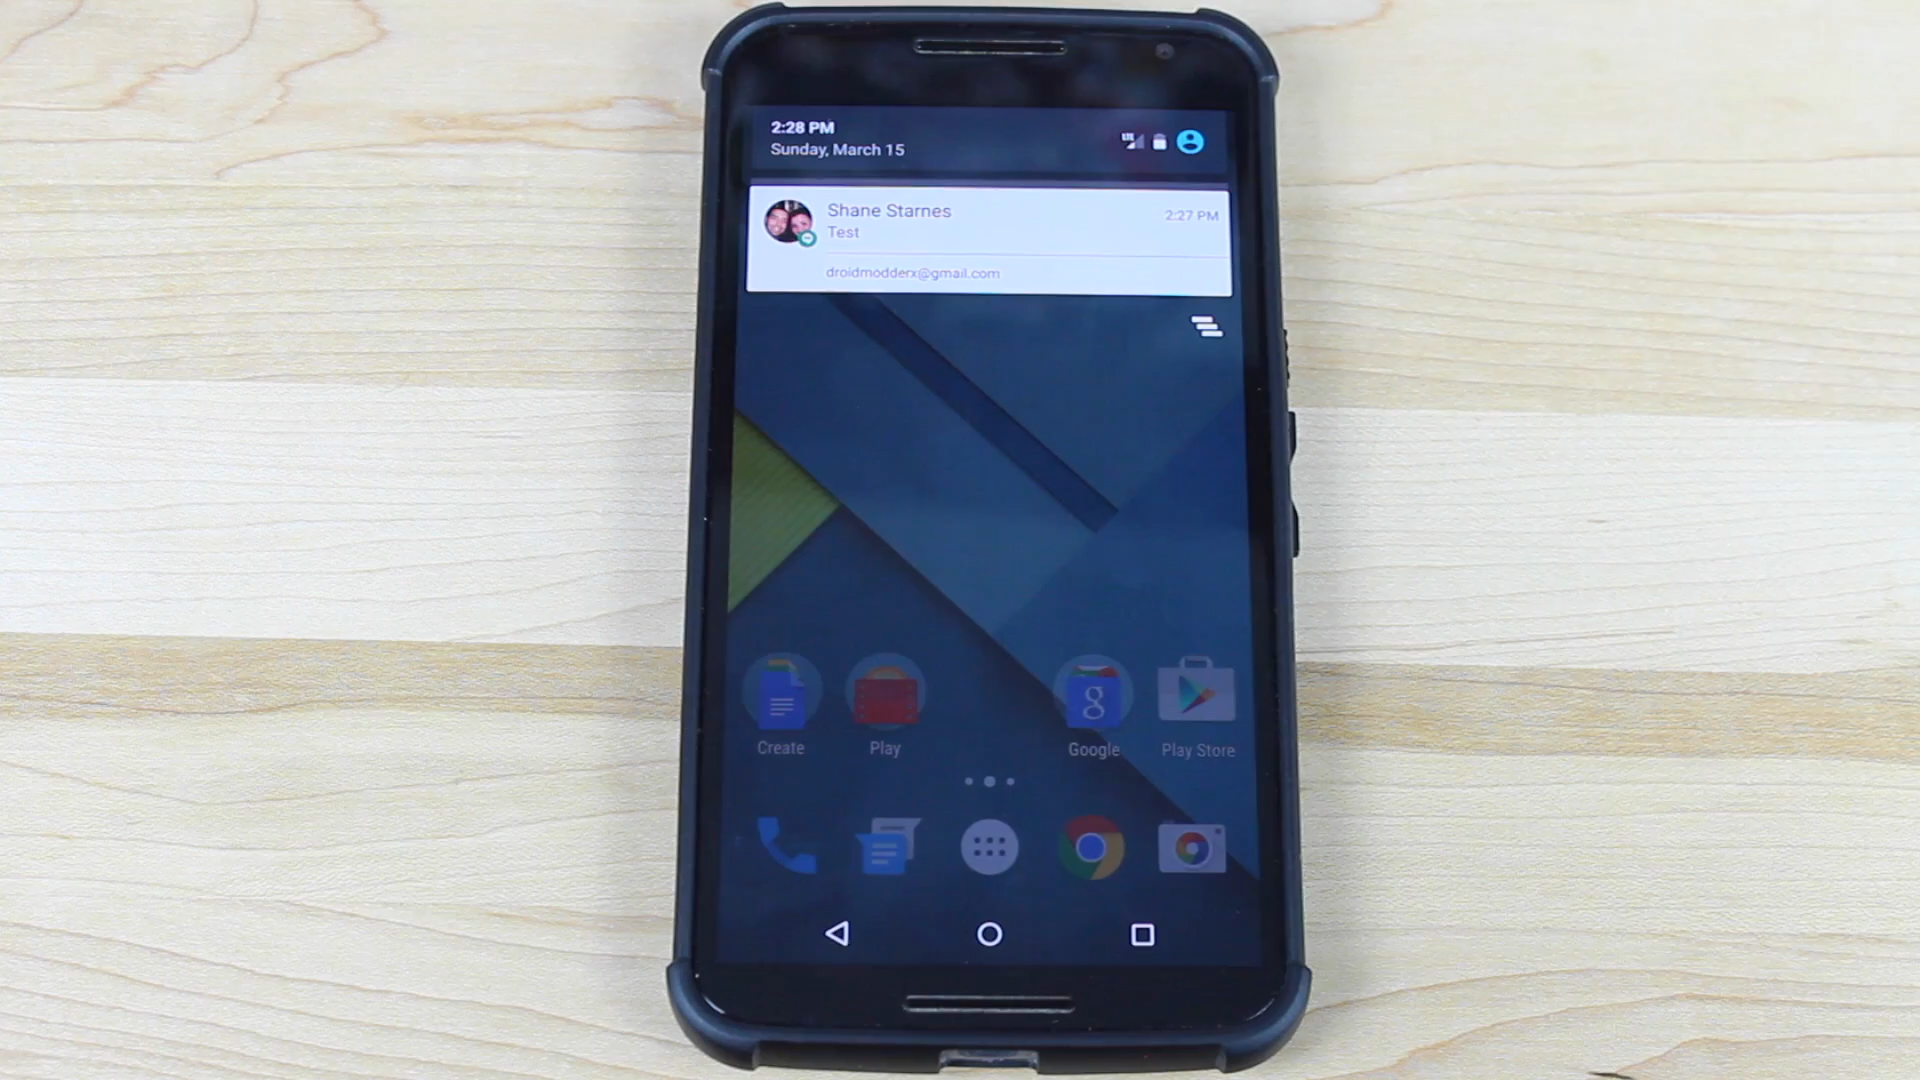 2:28 PM
Sunday, March 15
LTE
Shane Starnes
2:27 PM
Test
droidmodderx@gmail.com
g
Create
Play
Google
Play Store